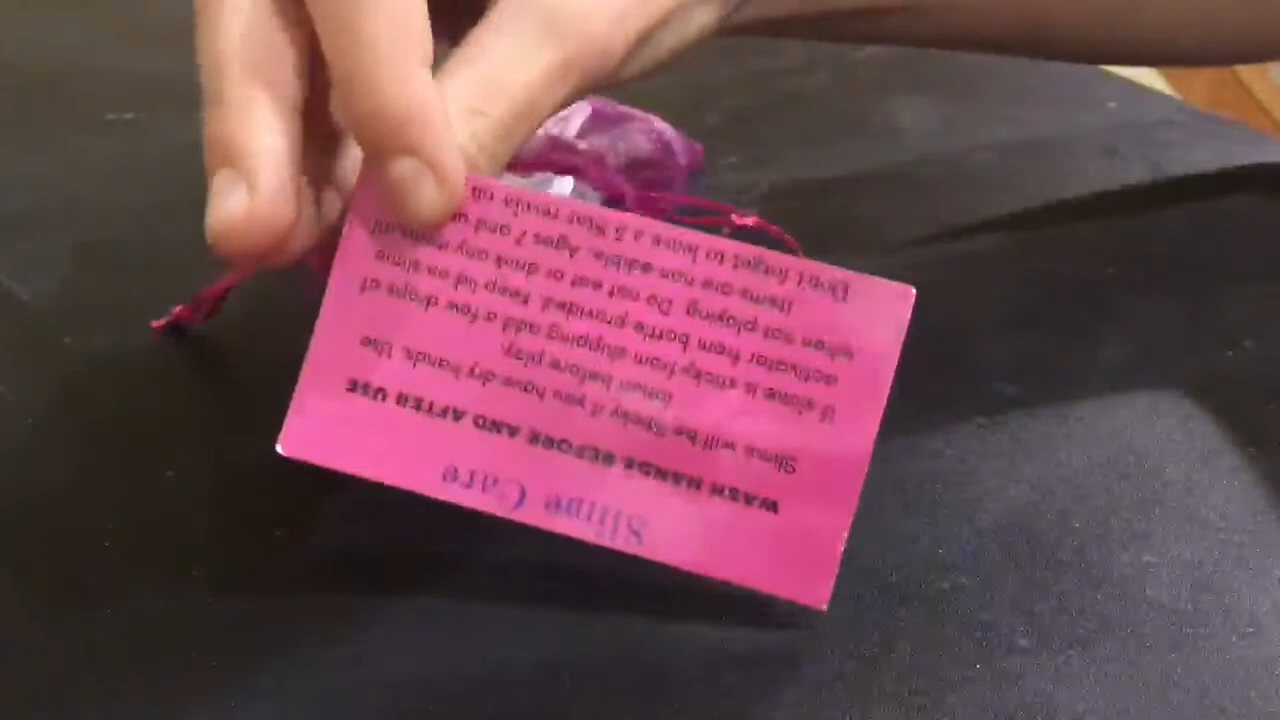 Slime Care
WASH HANDS BEFORE AND AFTER USE
Slime will be Sticky if you have dry hands. Use
lotion before play.
If slime is sticky from shipping add a few drops of
activator from bottle provided. Keep lid on slime
when not playing. Do not eat or drink any items all
items are non-edible. Ages 7 and up
Don't forget to leave a 5 Star review on